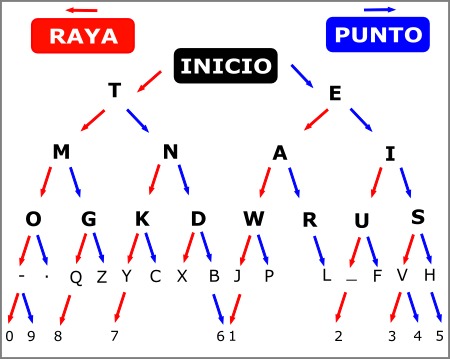 RAYA PUNTO
INICIO
T E
M N A I
O G K D W R U S
- · Q Z Y C X B J P L _ F V H
0 9 8 7 6 1 2 3 4 5